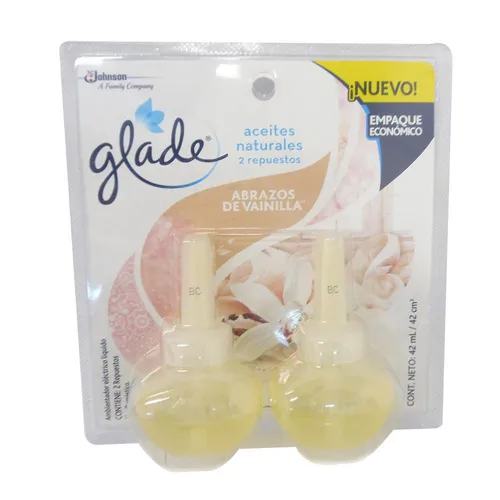 SC Johnson
A Family Company
glade®
aceites
naturales
2 repuestos
¡NUEVO!
EMPAQUE
ECONÓMICO
ABRAZOS
DE VAINILLA™
BC
BC
Ambientador eléctrico líquido
CONTIENE: 2 Repuestos
CONT. NETO: 42 mL / 42 cm³